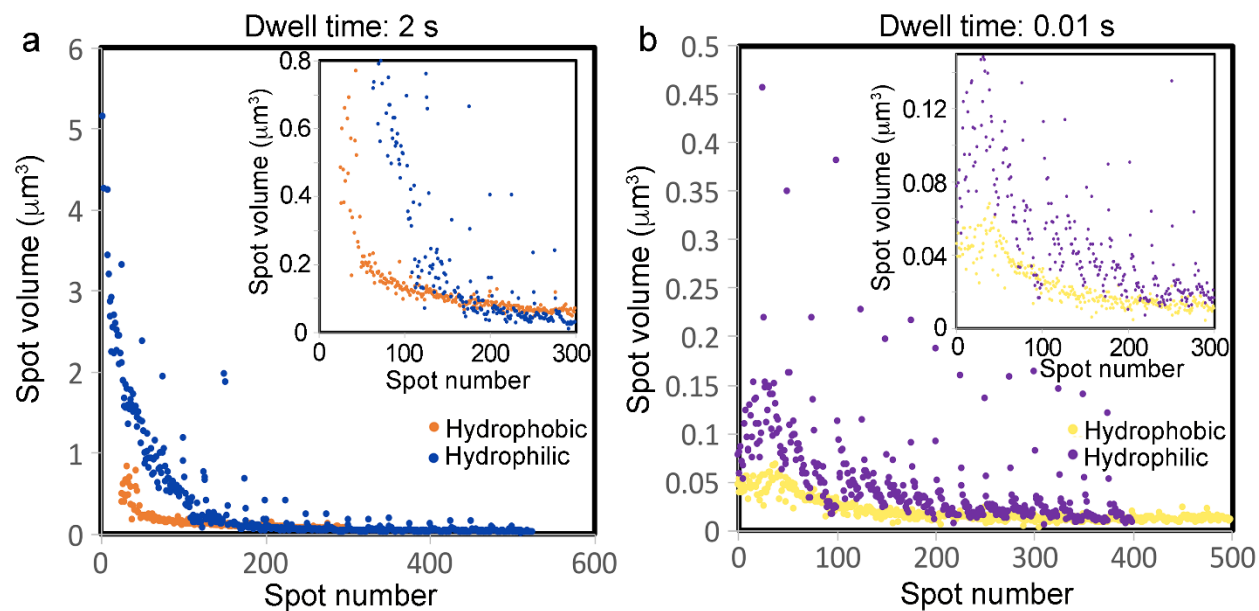 a
Dwell time: 2 s
6
5
4
3
2
1
0
Spot volume (μm³)
0
200
400
600
Spot number
0.8
0.6
0.4
0.2
0
Spot volume (μm³)
0
100
200
300
Spot number
Hydrophobic
Hydrophilic
b
Dwell time: 0.01 s
0.5
0.45
0.4
0.35
0.3
0.25
0.2
0.15
0.1
0.05
0
Spot volume (μm³)
0
100
200
300
400
500
Spot number
0.12
0.08
0.04
0
Spot volume (μm³)
0
100
200
300
Spot number
Hydrophobic
Hydrophilic